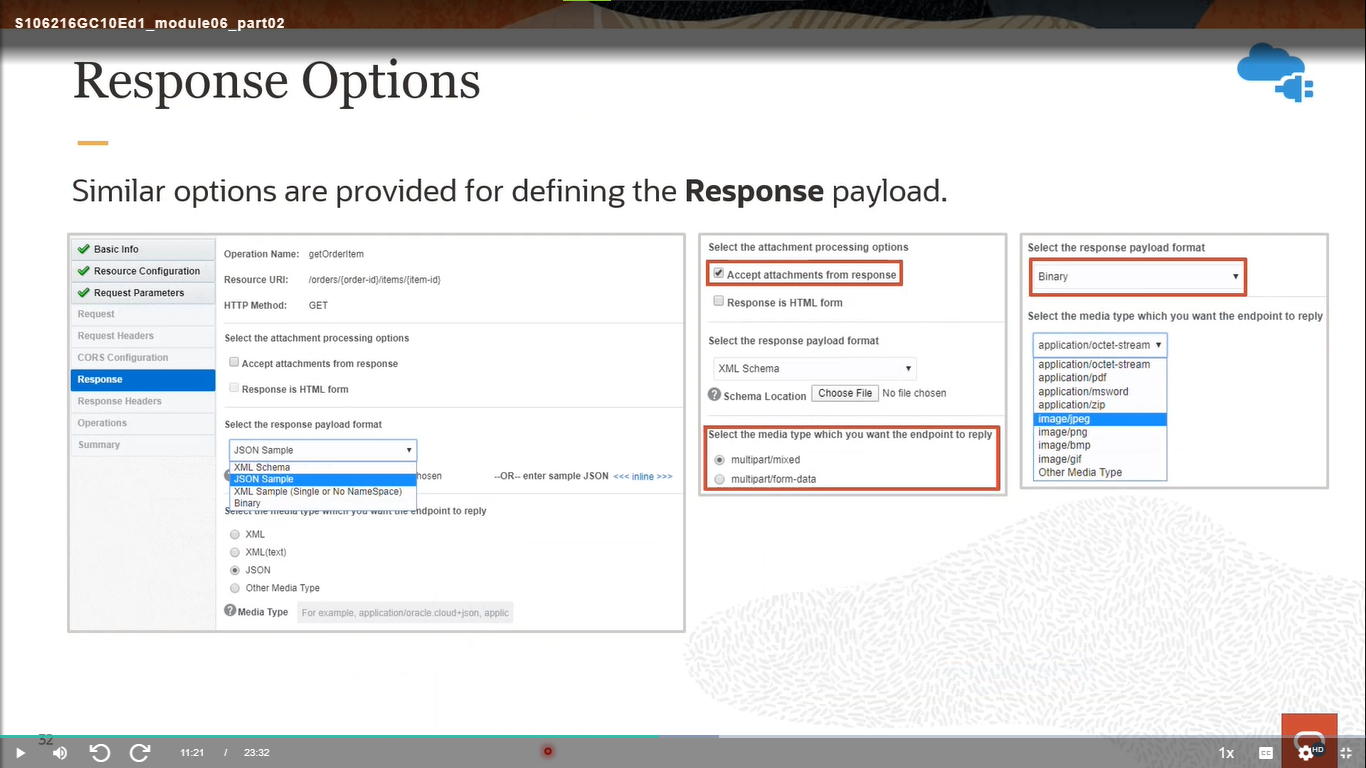 S106216GC10Ed1_module06_part02
Response Options
Similar options are provided for defining the Response payload.
Basic Info
Resource Configuration
Request Parameters
Request
Request Headers
CORS Configuration
Response
Response Headers
Operations
Summary
Operation Name: getOrderItem
Resource URI: /orders/{order-id}/items/{item-id}
HTTP Method: GET
Select the attachment processing options
Accept attachments from response
Response is HTML form
Select the response payload format
JSON Sample
XML Schema
JSON Sample
hosen --OR-- enter sample JSON <<< inline >>>
XML Sample (Single or No NameSpace)
Binary
Select the media type which you want the endpoint to reply
XML
XML(text)
JSON
Other Media Type
Media Type For example, application/oracle.cloud+json, applic
Select the attachment processing options
Accept attachments from response
Response is HTML form
Select the response payload format
XML Schema
Schema Location Choose File No file chosen
Select the media type which you want the endpoint to reply
multipart/mixed
multipart/form-data
Select the response payload format
Binary
Select the media type which you want the endpoint to reply
application/octet-stream
application/octet-stream
application/pdf
application/msword
application/zip
image/jpeg
image/png
image/bmp
image/gif
Other Media Type
52
11:21 / 23:32 1x CC HD